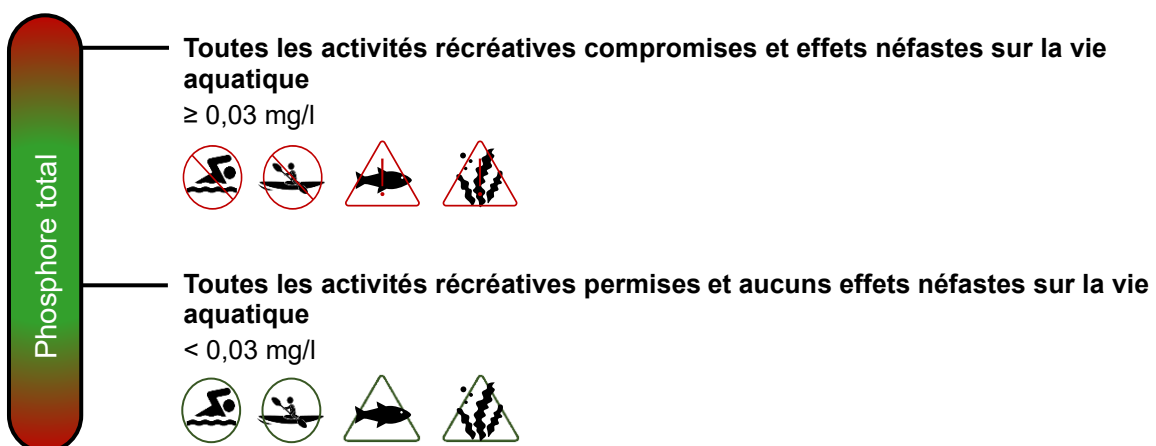 Phosphore total
Toutes les activités récréatives compromises et effets néfastes sur la vie
aquatique
≥ 0,03 mg/l
Toutes les activités récréatives permises et aucuns effets néfastes sur la vie
aquatique
< 0,03 mg/l